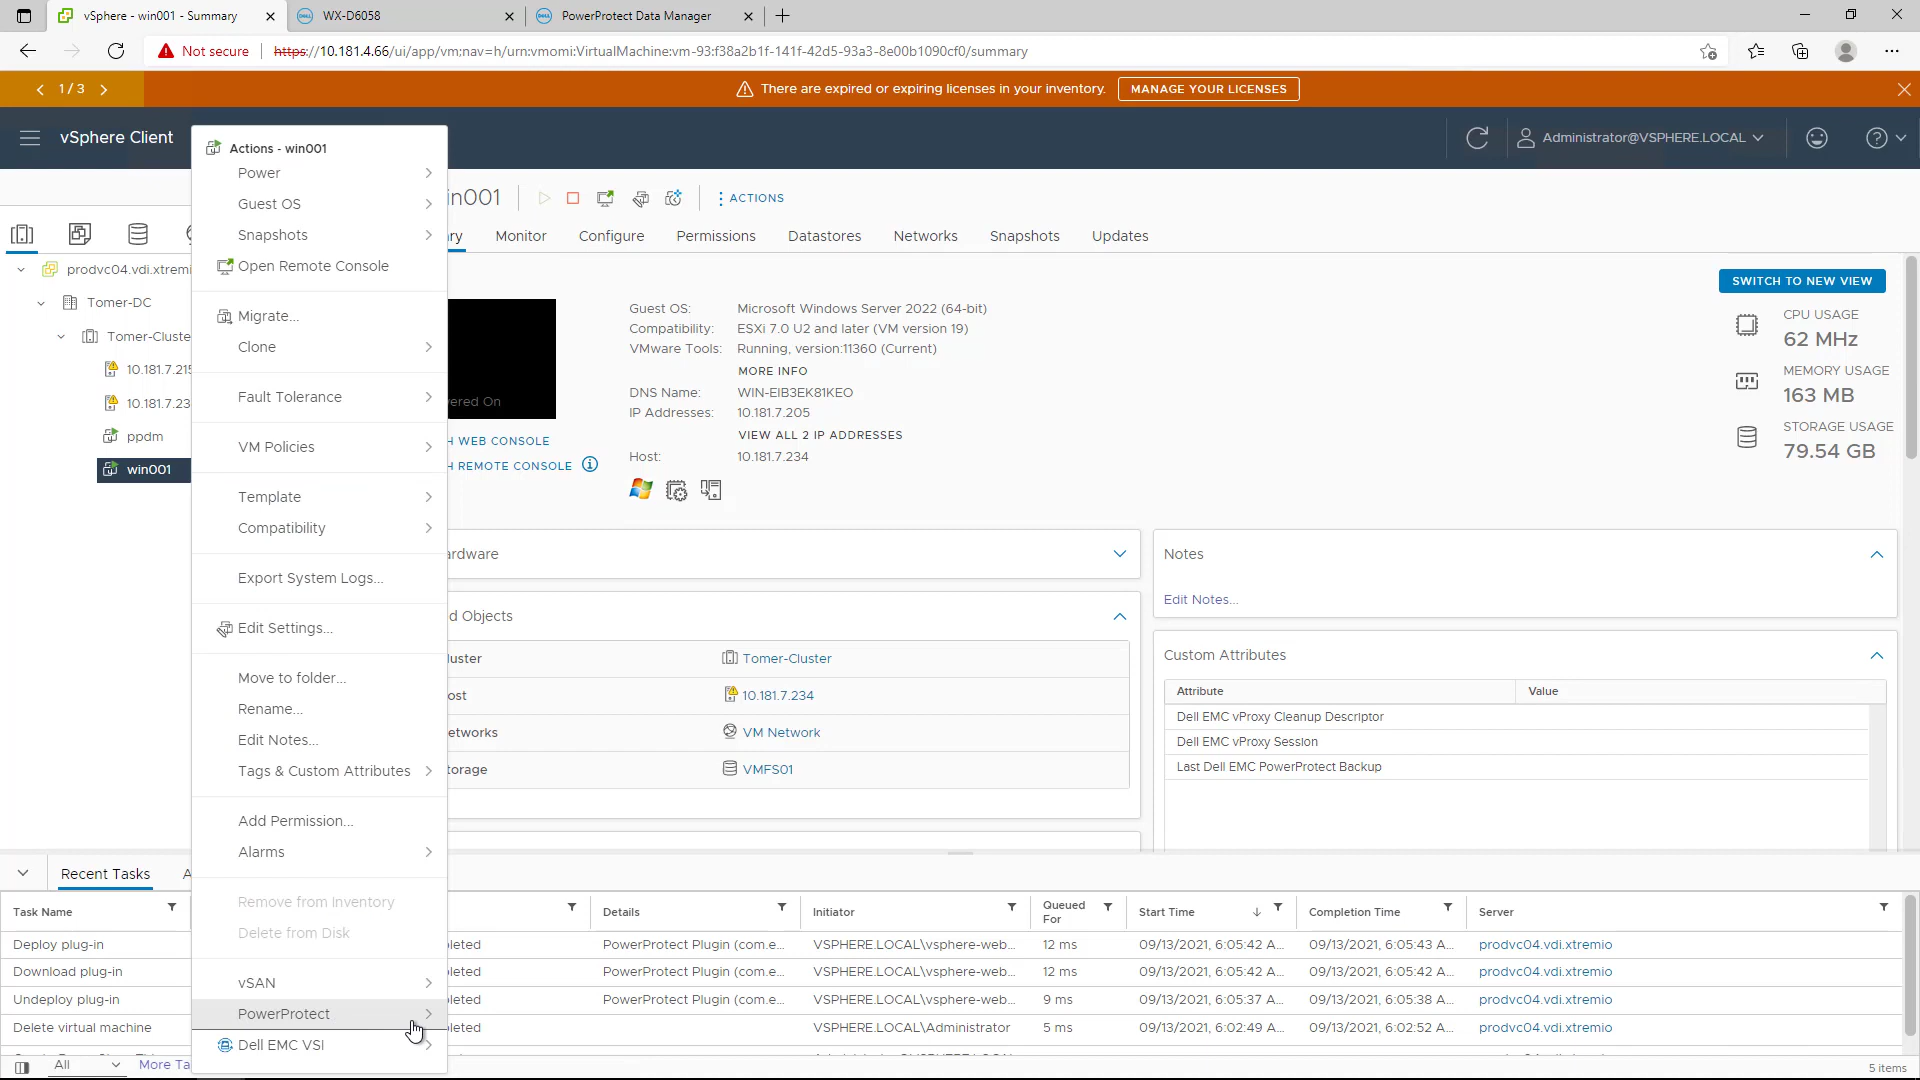 vSphere - win001 - Summary
WX-D6058
PowerProtect Data Manager
Not secure
https://10.181.4.66/ui/app/vm;nav=h/urn:vmomi:VirtualMachine:vm-93:f38a2b1f-141f-42d5-93a3-8e00b1090cf0/summary
1 / 3
There are expired or expiring licenses in your inventory.
MANAGE YOUR LICENSES
vSphere Client
Administrator@VSPHERE.LOCAL
Actions - win001
Power
Guest OS
Snapshots
Open Remote Console
Migrate...
Clone
Fault Tolerance
VM Policies
Template
Compatibility
Export System Logs...
Edit Settings...
Move to folder...
Rename...
Edit Notes...
Tags & Custom Attributes
Add Permission...
Alarms
Remove from Inventory
Delete from Disk
vSAN
PowerProtect
Dell EMC VSI
prodvc04.vdi.xtremi
Tomer-DC
Tomer-Cluste
10.181.7.215
10.181.7.23
ppdm
win001
in001
ACTIONS
ry
Monitor
Configure
Permissions
Datastores
Networks
Snapshots
Updates
SWITCH TO NEW VIEW
ered On
H WEB CONSOLE
H REMOTE CONSOLE
Guest OS: Microsoft Windows Server 2022 (64-bit)
Compatibility: ESXi 7.0 U2 and later (VM version 19)
VMware Tools: Running, version:11360 (Current)
MORE INFO
DNS Name: WIN-EIB3EK81KEO
IP Addresses: 10.181.7.205
VIEW ALL 2 IP ADDRESSES
Host: 10.181.7.234
CPU USAGE
62 MHz
MEMORY USAGE
163 MB
STORAGE USAGE
79.54 GB
ardware
d Objects
luster Tomer-Cluster
ost 10.181.7.234
etworks VM Network
torage VMFS01
Notes
Edit Notes...
Custom Attributes
Attribute Value
Dell EMC vProxy Cleanup Descriptor
Dell EMC vProxy Session
Last Dell EMC PowerProtect Backup
Recent Tasks A
Task Name Details Initiator Queued For Start Time Completion Time Server
Deploy plug-in leted PowerProtect Plugin (com.e... VSPHERE.LOCAL\vsphere-web... 12 ms 09/13/2021, 6:05:42 A... 09/13/2021, 6:05:43 A... prodvc04.vdi.xtremio
Download plug-in leted PowerProtect Plugin (com.e... VSPHERE.LOCAL\vsphere-web... 12 ms 09/13/2021, 6:05:42 A... 09/13/2021, 6:05:42 A... prodvc04.vdi.xtremio
Undeploy plug-in leted PowerProtect Plugin (com.e... VSPHERE.LOCAL\vsphere-web... 9 ms 09/13/2021, 6:05:37 A... 09/13/2021, 6:05:38 A... prodvc04.vdi.xtremio
Delete virtual machine leted VSPHERE.LOCAL\Administrator 5 ms 09/13/2021, 6:02:49 A... 09/13/2021, 6:02:52 A... prodvc04.vdi.xtremio
All
More Ta
5 items